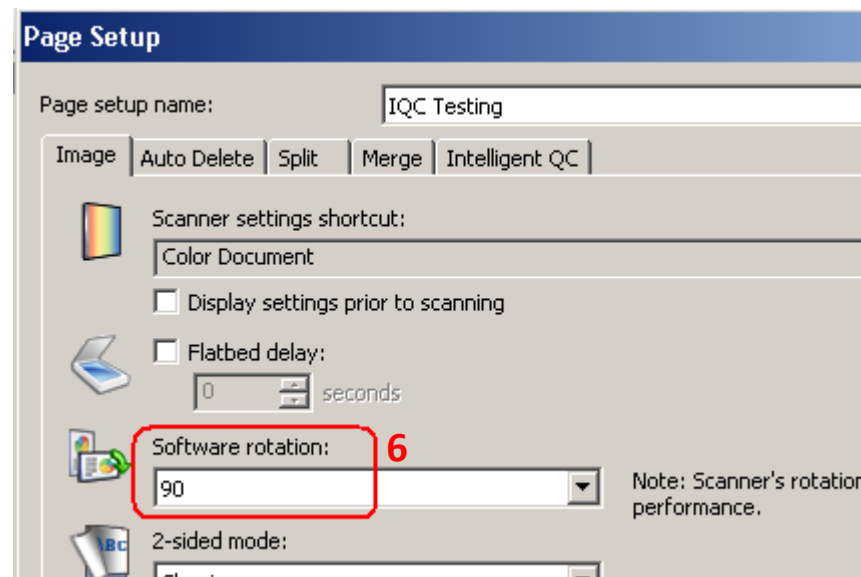 Page Setup
Page setup name: IQC Testing
Image Auto Delete Split Merge Intelligent QC
Scanner settings shortcut:
Color Document
Display settings prior to scanning
Flatbed delay:
0 seconds
Software rotation: 6
90
Note: Scanner's rotation
performance.
ABC
2-sided mode: